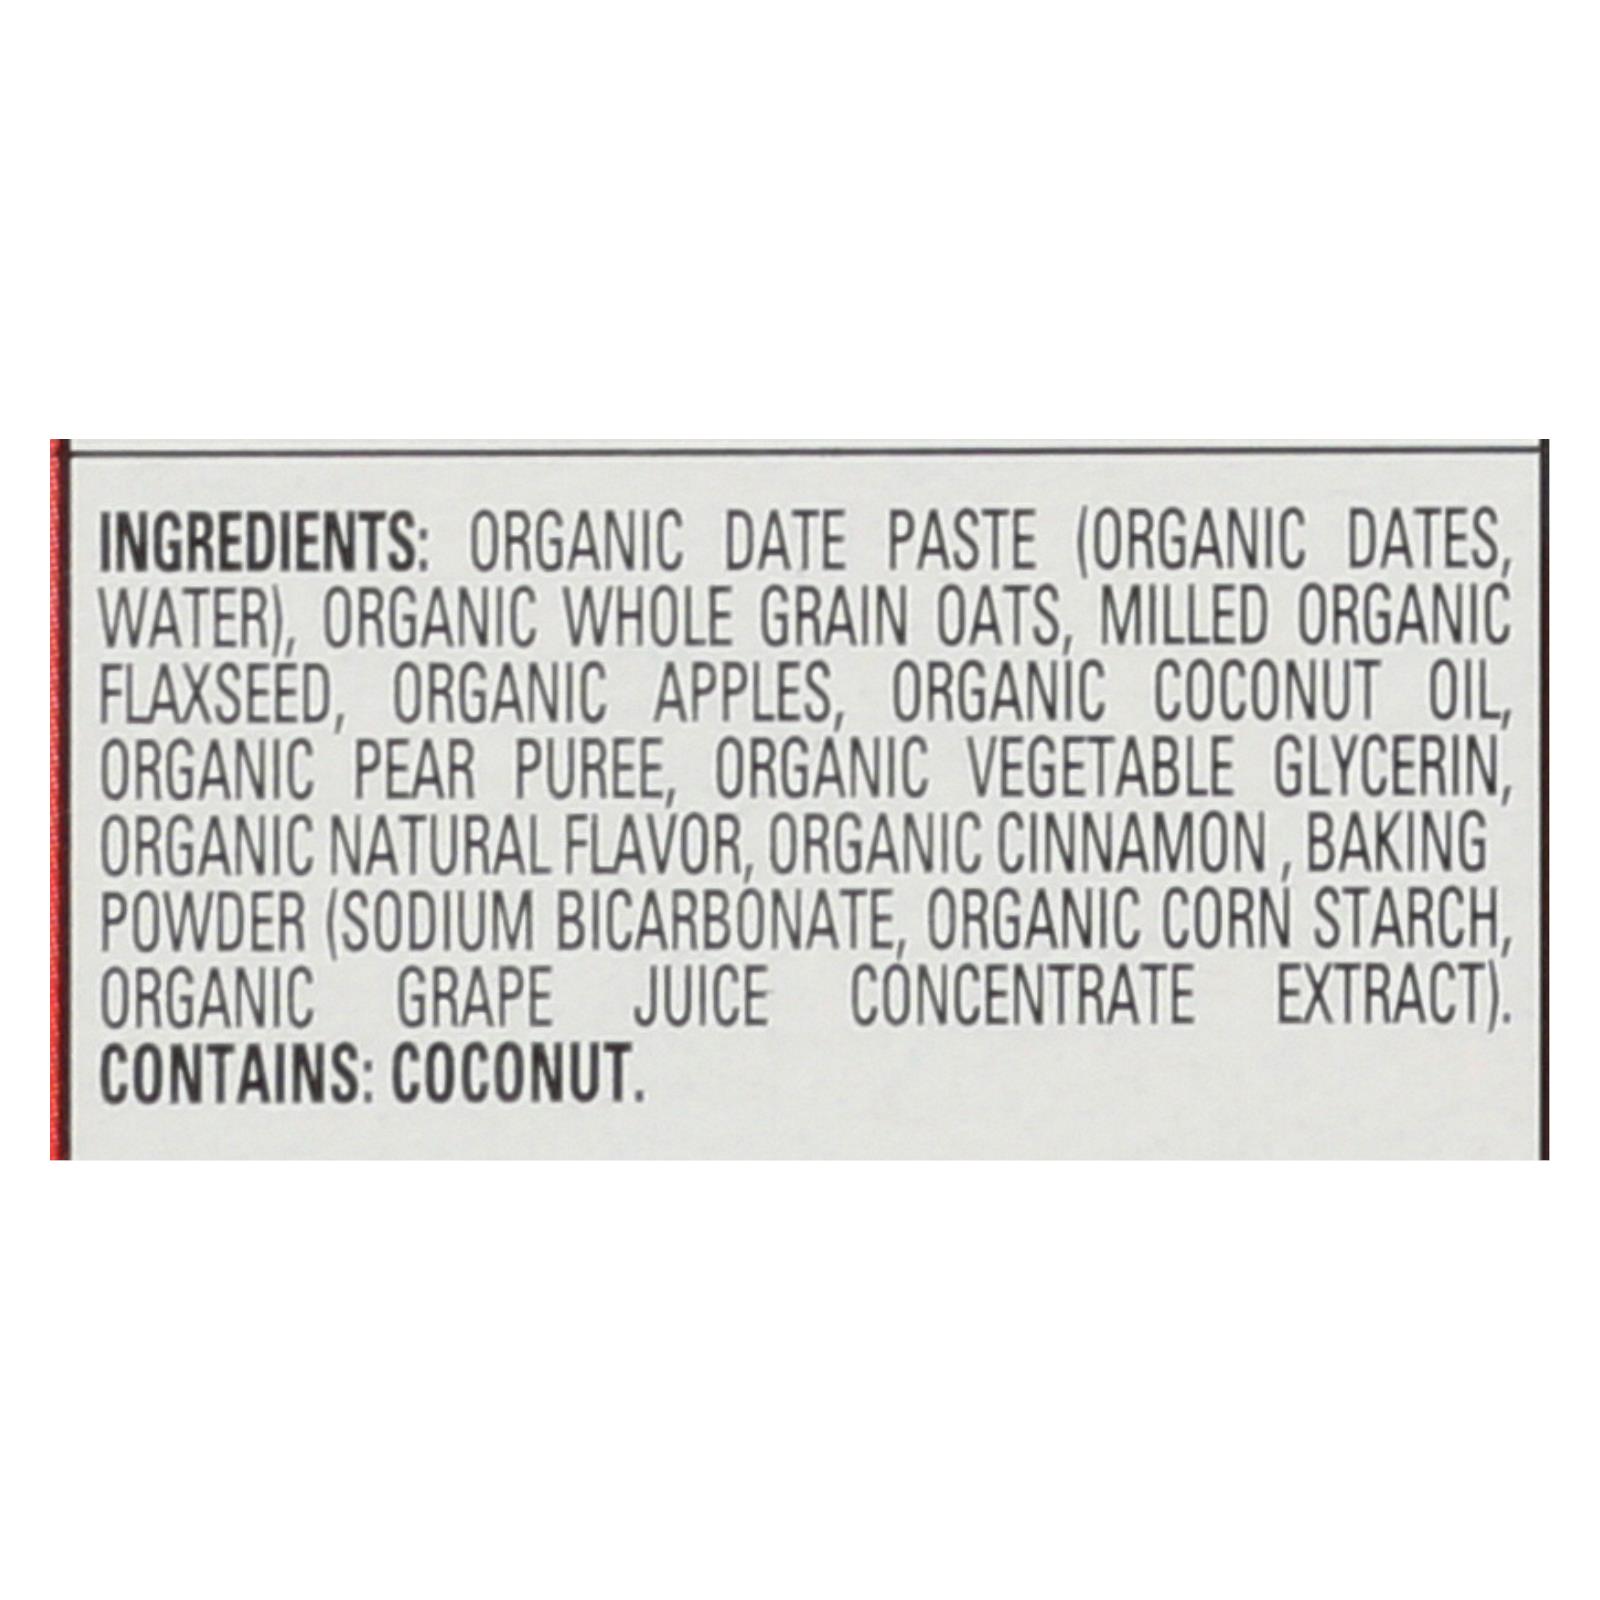 INGREDIENTS: ORGANIC DATE PASTE (ORGANIC DATES,
WATER), ORGANIC WHOLE GRAIN OATS, MILLED ORGANIC
FLAXSEED, ORGANIC APPLES, ORGANIC COCONUT OIL,
ORGANIC PEAR PUREE, ORGANIC VEGETABLE GLYCERIN,
ORGANIC NATURAL FLAVOR, ORGANIC CINNAMON , BAKING
POWDER (SODIUM BICARBONATE, ORGANIC CORN STARCH,
ORGANIC GRAPE JUICE CONCENTRATE EXTRACT).
CONTAINS: COCONUT.